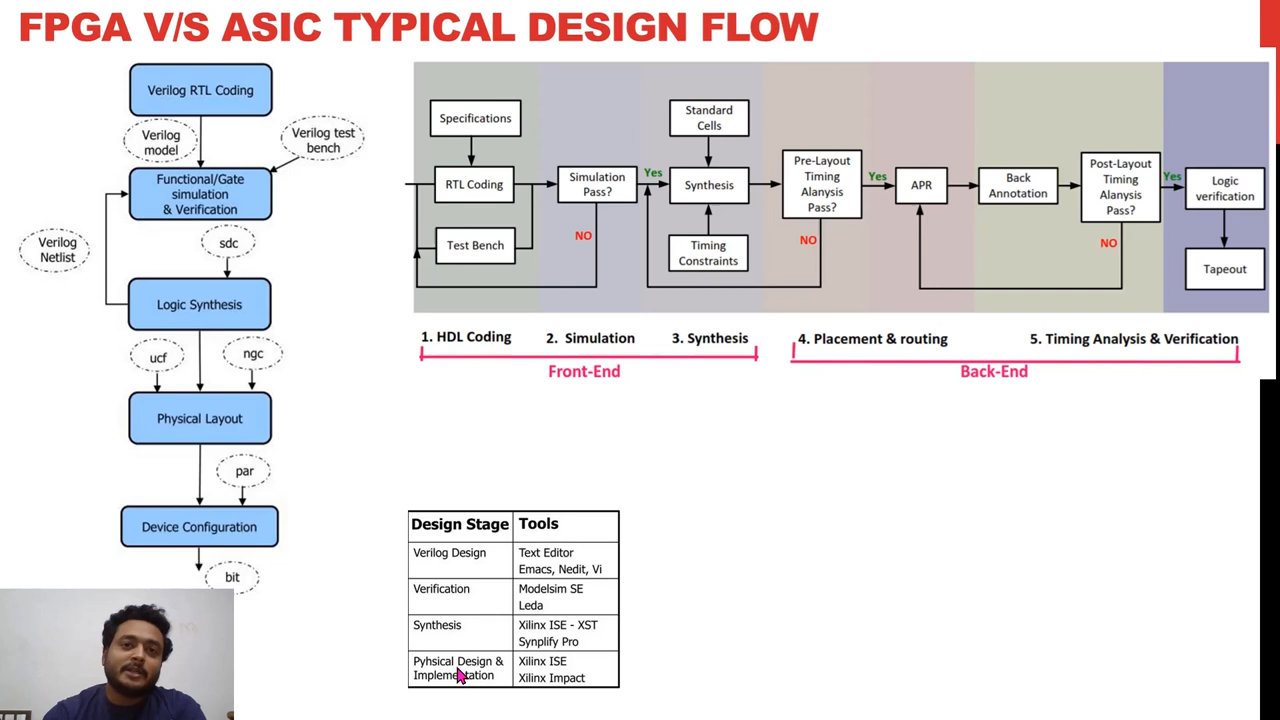 FPGA V/S ASIC TYPICAL DESIGN FLOW
Verilog RTL Coding
Verilog
model
Verilog test
bench
Functional/Gate
simulation
& Verification
Verilog
Netlist
sdc
Logic Synthesis
ucf
ngc
Physical Layout
par
Device Configuration
bit
Specifications
RTL Coding
Test Bench
Simulation
Pass?
Yes
NO
Standard
Cells
Synthesis
Timing
Constraints
Pre-Layout
Timing
Alanysis
Pass?
Yes
NO
APR
Back
Annotation
Post-Layout
Timing
Alanysis
Pass?
Yes
NO
Logic
verification
Tapeout
1. HDL Coding
2. Simulation
3. Synthesis
4. Placement & routing
5. Timing Analysis & Verification
Front-End
Back-End
Design Stage
Tools
Verilog Design
Text Editor
Emacs, Nedit, Vi
Verification
Modelsim SE
Leda
Synthesis
Xilinx ISE - XST
Synplify Pro
Pyhsical Design &
Implementation
Xilinx ISE
Xilinx Impact